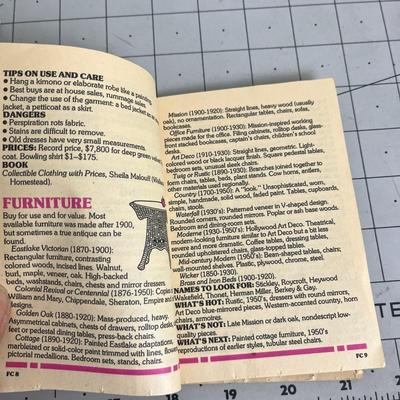 TIPS ON USE AND CARE
● Hang a kimono or elaborate robe like a painting.
● Best buys are at house sales, rummage sales.
● Change the use of the garment: a bed jacket as
jacket, a petticoat as a skirt.
DANGERS
● Perspiration rots fabric.
● Stains are difficult to remove.
● Old dresses have very small measurements.
PRICES: Record price, $7,800 for deep green velvet
coat. Bowling shirt $1–$175.
BOOK
Collectible Clothing with Prices, Sheila Malouff
Homestead).
FURNITURE
Buy for use and for value. Most
available furniture was made after 1900,
but sometimes a true antique can be
found.
Eastlake Victorian (1870-1900):
Rectangular furniture, contrasting
colored woods, incised lines. Walnut,
bust, maple, veneer, oak. High-backed
beds, washstands, chairs, chests and mirrored dressers.
Colonial Revival or Centennial (1876-1950): Copies
William and Mary, Chippendale, Sheraton, Empire and
signs.
Golden Oak (1880-1920): Mass-produced, heavy.
Asymmetrical cabinets, chests of drawers, rolltop desks,
feet or pedestal dining tables, press-back chairs.
Cottage (1890-1920): Painted Eastlake adaptations,
marbleized or solid-color paint trimmed with lines, flowers,
pictorial medallions. Bedroom sets, stands, chairs.
FC 8
Mission (1900-1920): Straight lines, heavy wood (usually
oak), no ornamentation. Rectangular tables, chairs, sofas,
bookcases.
Office Furniture (1900-1930): Mission-inspired working
pieces made for the office. Filing cabinets, rolltop desks, glass-
front stacked bookcases, captain's chairs, children's school
desks.
Art Deco (1910-1930): Straight lines, geometric. Light-
colored wood or black lacquer finish. Square pedestal tables,
bedroom sets, unusual sleek chairs.
Twig or Rustic (1890-1930): Branches joined together to
form chairs, tables, beds, plant stands. Cow horns, antlers,
other materials used regionally.
Country (1700-1950): A "look." Unsophisticated, worn,
simple, handmade, solid wood, faded paint. Tables, cupboards,
chairs, stools.
Waterfall (1930's): Patterned veneer in V-shaped design.
Rounded corners, rounded mirrors. Poplar or ash base woods.
Bedroom and dining-room sets.
Moderne (1930-1950's): Hollywood Art Deco. Theatrical,
modern-looking furniture similar to Art Deco but a bit less
severe and more dramatic. Coffee tables, dressing tables,
rounded upholstered chairs, glass-topped tables.
Mid-century Modern (1950's): Bean-shaped tables, chairs,
wall-mounted shelves. Plastic, plywood, chrome, steel.
Wicker (1850-1930).
Brass and Iron Beds (1900-1920).
NAMES TO LOOK FOR: Stickley, Roycroft, Heywood
Wakefield, Thonet, Herman Miller, Berkey & Gay.
WHAT'S HOT: Rustic, 1950's, dressers with round mirrors,
Art Deco blue-mirrored pieces, Western-accented country, horn
chairs, armoires.
WHAT'S NOT: Late Mission or dark oak, nondescript low-
quality pieces.
WHAT'S NEXT: Painted cottage furniture, 1950's
reproductions of earlier styles, tubular steel chairs.
FC 9
17
18
19
20
21